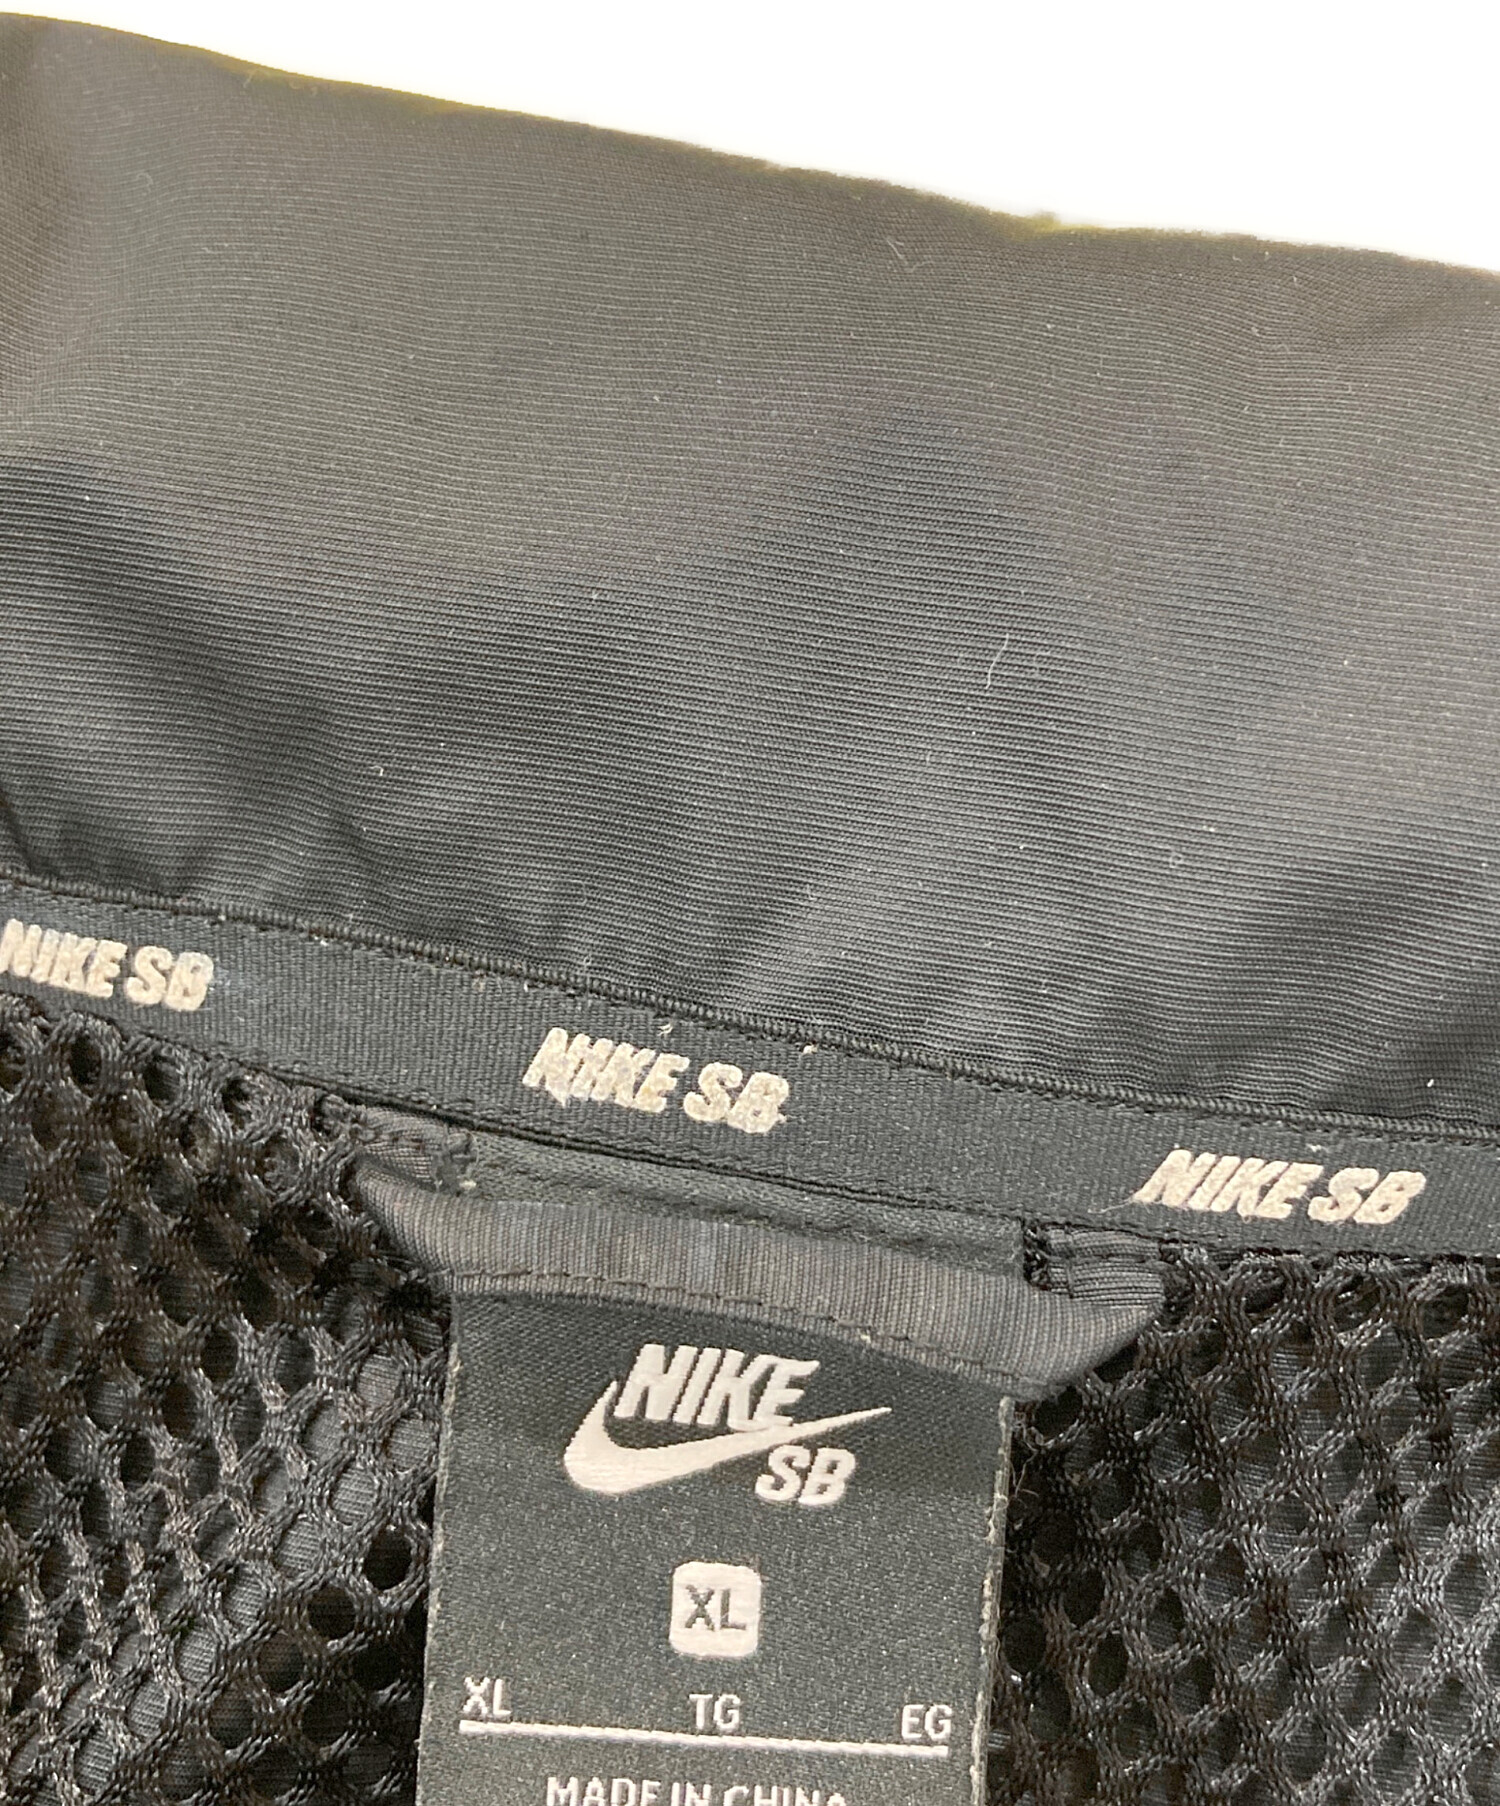 NIKE SB
NIKE SB
NIKE SB
NIKE
SB
XL
XL TG EG
MADE IN CHINA